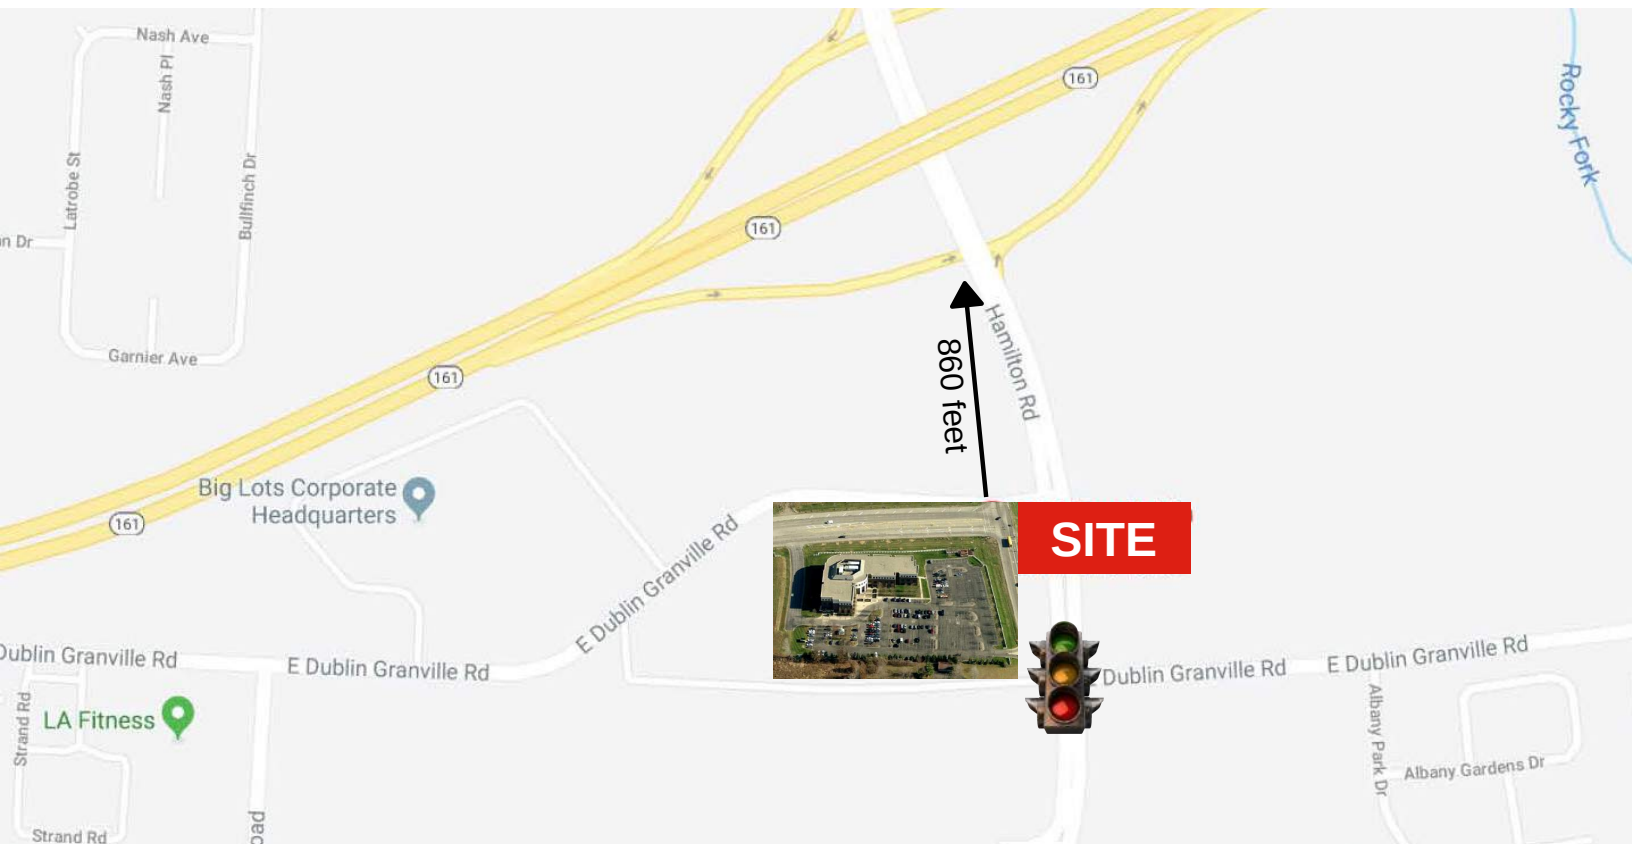 Nash Ave
Nash Pl
Latrobe St
Bullfinch Dr
n Dr
Garnier Ave
161
161
161
161
Rocky Fork
Hamilton Rd
860 feet
Big Lots Corporate
Headquarters
SITE
E Dublin Granville Rd
Dublin Granville Rd
E Dublin Granville Rd
Dublin Granville Rd
E Dublin Granville Rd
LA Fitness
Strand Rd
Strand Rd
oad
Albany Park Dr
Albany Gardens Dr